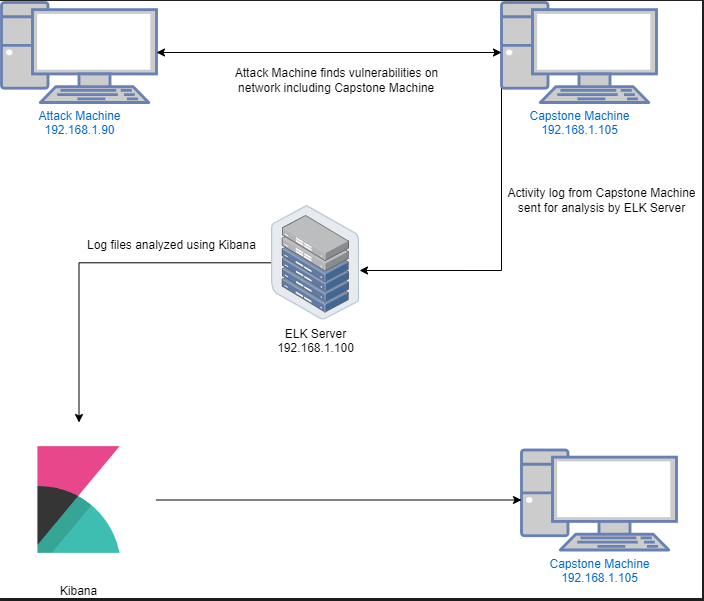 Attack Machine finds vulnerabilities on
network including Capstone Machine
Attack Machine
192.168.1.90
Capstone Machine
192.168.1.105
Activity log from Capstone Machine
sent for analysis by ELK Server
Log files analyzed using Kibana
ELK Server
192.168.1.100
Kibana
Capstone Machine
192.168.1.105